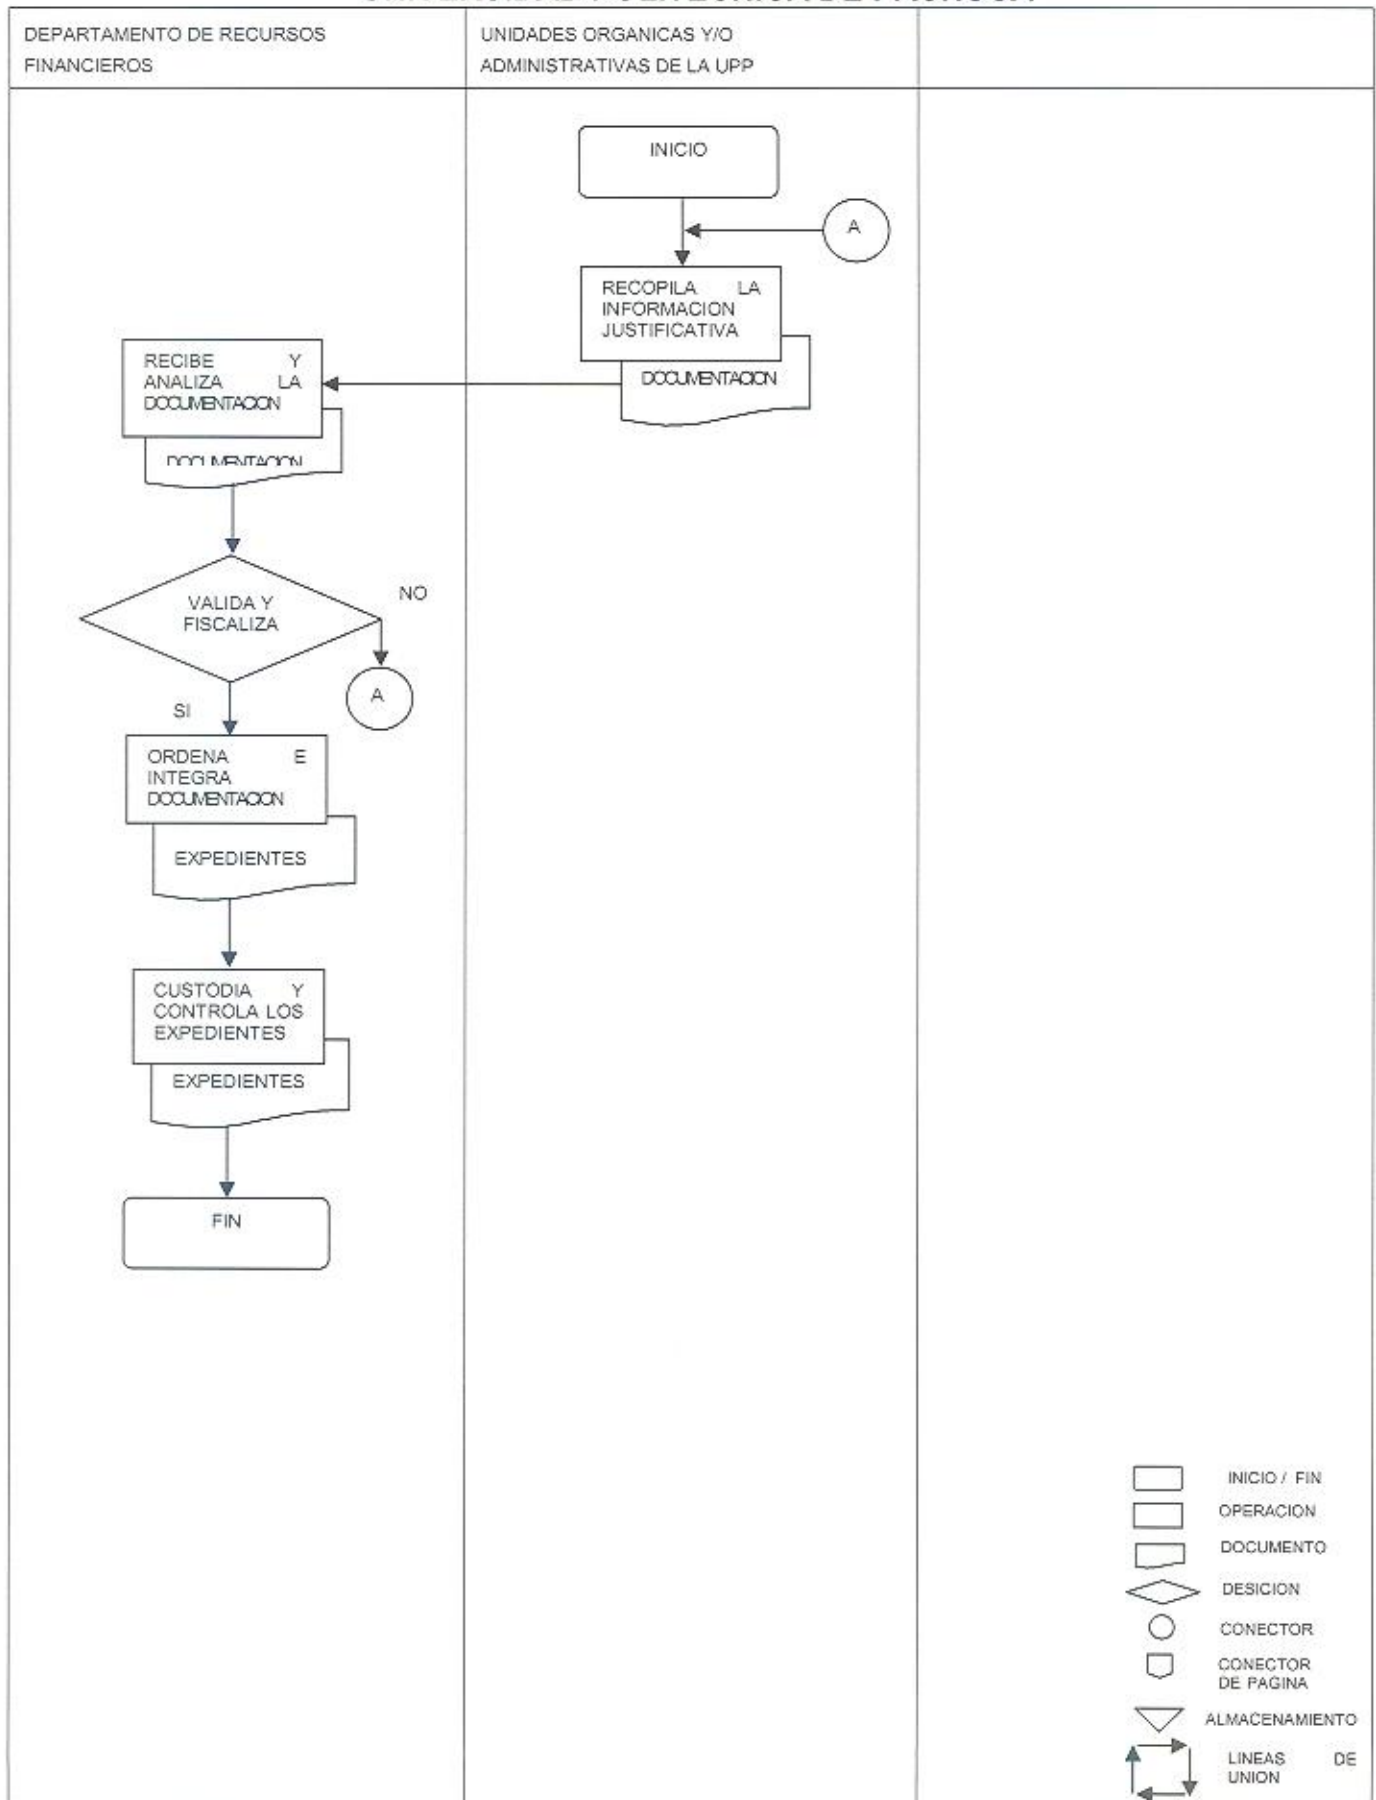 DEPARTAMENTO DE RECURSOS
FINANCIEROS
UNIDADES ORGANICAS Y/O
ADMINISTRATIVAS DE LA UPP
INICIO
A
RECOPILA LA
INFORMACION
JUSTIFICATIVA
DOCUMENTACION
RECIBE Y
ANALIZA LA
DOCUMENTACION
DOCUMENTACION
VALIDA Y
FISCALIZA
NO
A
SI
ORDENA E
INTEGRA
DOCUMENTACION
EXPEDIENTES
CUSTODIA Y
CONTROLA LOS
EXPEDIENTES
EXPEDIENTES
FIN
INICIO / FIN
OPERACION
DOCUMENTO
DESICION
CONECTOR
CONECTOR
DE PAGINA
ALMACENAMIENTO
LINEAS DE
UNION